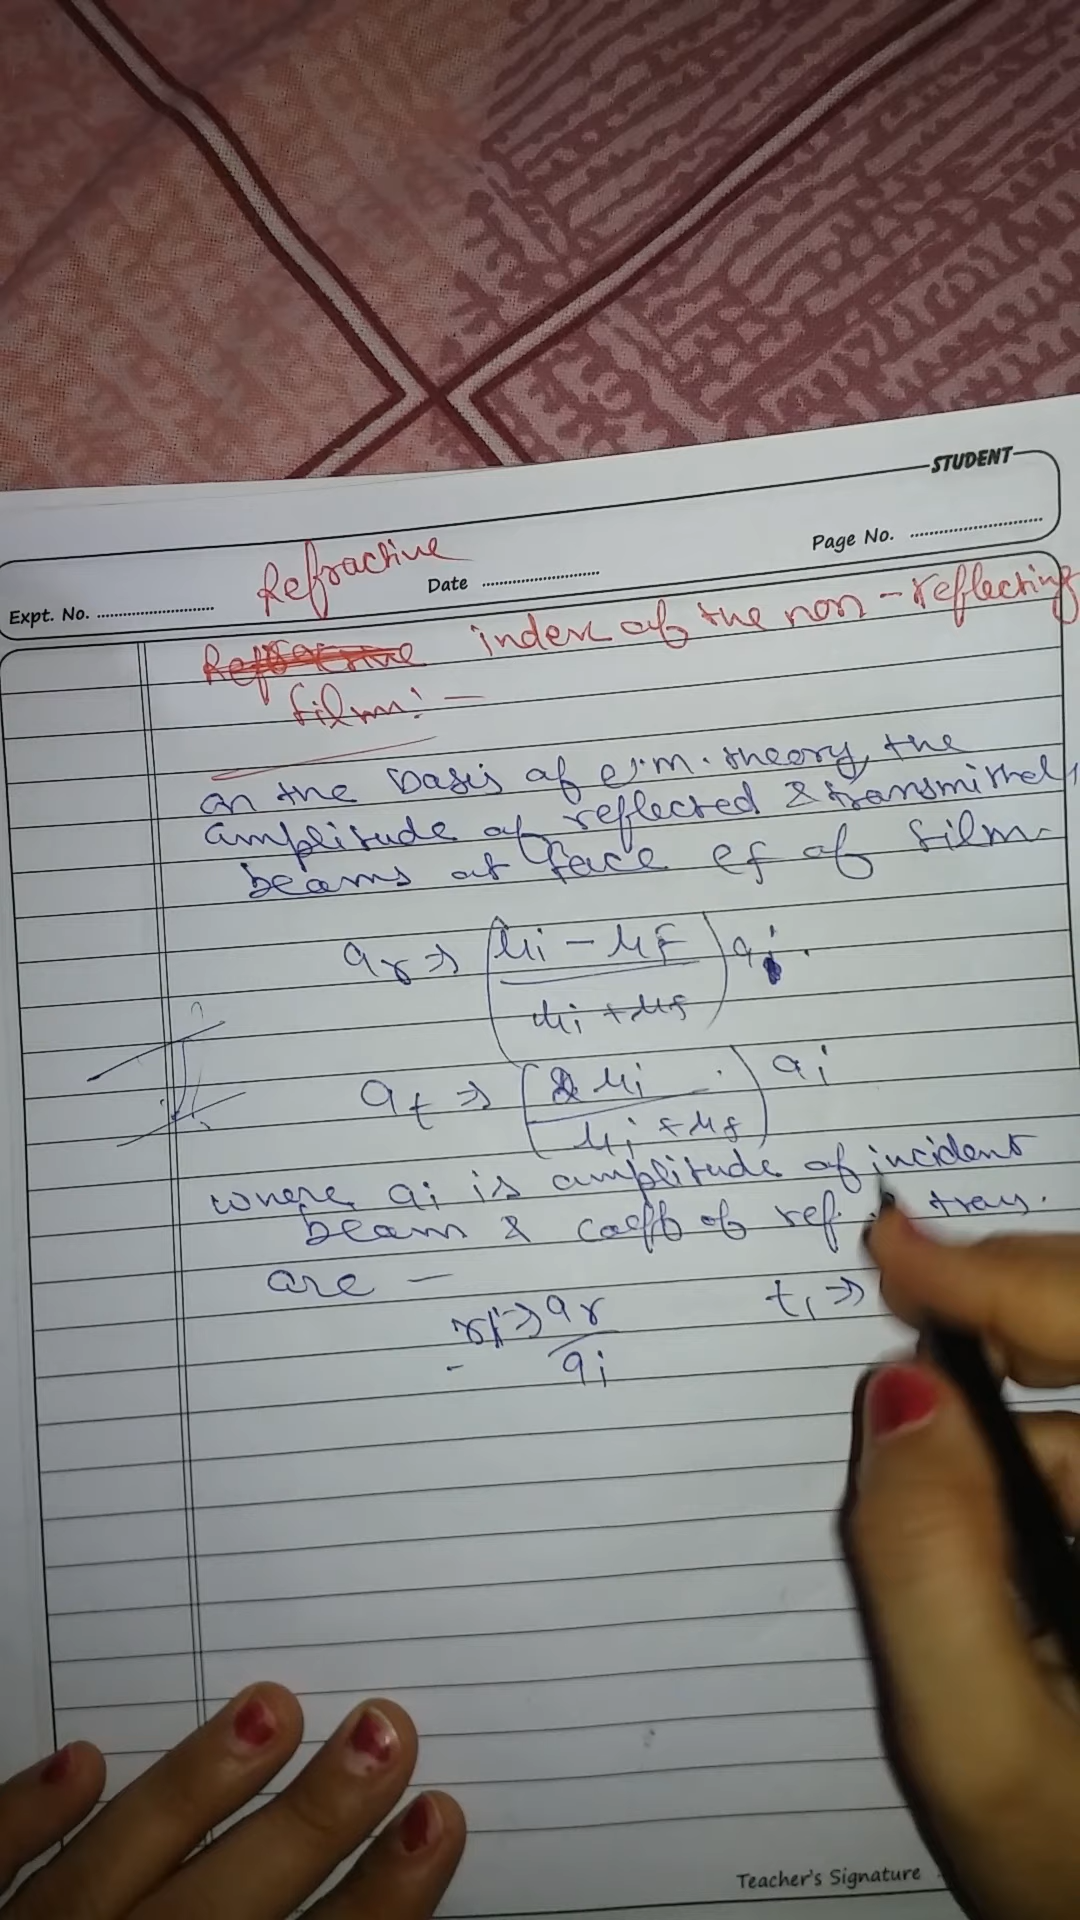 STUDENT
Page No.
Expt. No.
Refractive
Date
index of the non-reflecting
film:-
on the basis of e.m. theory, the
amplitude of reflected & transmitted
beams at face ef of film-
ar ⇒ (μi - μf / μi + μf) ai.
at ⇒ (2 μi / μi + μf) ai
where ai is amplitude of incident
beam & coeff of ref. trans.
are -
r1 ⇒ ar / ai t1 ⇒
Teacher's Signature